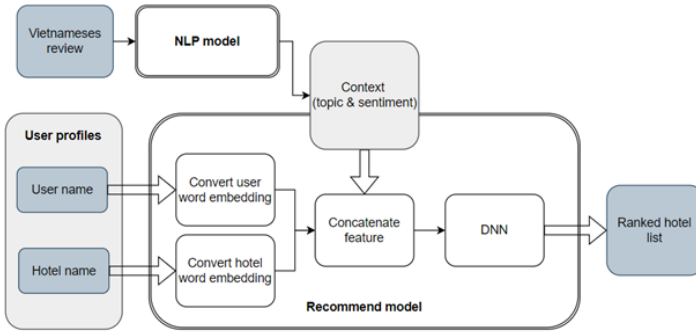 Vietnameses
review
NLP model
Context
(topic & sentiment)
User profiles
User name
Hotel name
Convert user
word embedding
Convert hotel
word embedding
Concatenate
feature
DNN
Ranked hotel
list
Recommend model